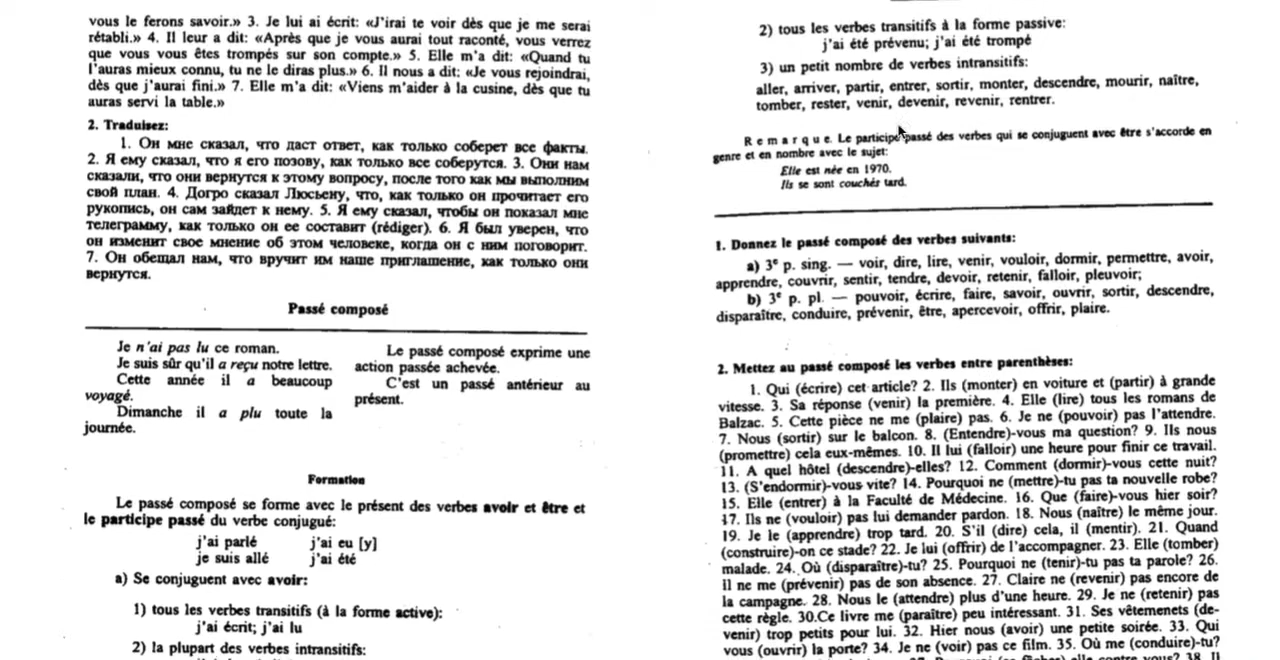 vous le ferons savoir.» 3. Je lui ai écrit: «J'irai te voir dès que je me serai
rétabli.» 4. Il leur a dit: «Après que je vous aurai tout raconté, vous verrez
que vous vous êtes trompés sur son compte.» 5. Elle m'a dit: «Quand tu
l'auras mieux connu, tu ne le diras plus.» 6. Il nous a dit: «Je vous rejoindrai,
dès que j'aurai fini.» 7. Elle m'a dit: «Viens m'aider à la cusine, dès que tu
auras servi la table.»
2. Traduisez:
1. Он мне сказал, что даст ответ, как только соберет все факты.
2. Я ему сказал, что я его позову, как только все соберутся. 3. Они нам
сказали, что они вернутся к этому вопросу, после того как мы выполним
свой план. 4. Догро сказал Люсьену, что, как только он прочитает его
рукопись, он сам зайдет к нему. 5. Я ему сказал, чтобы он показал мне
телеграмму, как только он ее составит (rédiger). 6. Я был уверен, что
он изменит свое мнение об этом человеке, когда он с ним поговорит.
7. Он обещал нам, что вручит им наше приглашение, как только они
вернутся.
Passé composé
Je n'ai pas lu ce roman.
Je suis sûr qu'il a reçu notre lettre.
Cette année il a beaucoup
voyagé.
Dimanche il a plu toute la
journée.
Le passé composé exprime une
action passée achevée.
C'est un passé antérieur au
présent.
Formation
Le passé composé se forme avec le présent des verbes avoir et être et
le participe passé du verbe conjugué:
j'ai parlé j'ai eu [y]
je suis allé j'ai été
a) Se conjuguent avec avoir:
1) tous les verbes transitifs (à la forme active):
j'ai écrit; j'ai lu
2) la plupart des verbes intransitifs:
2) tous les verbes transitifs à la forme passive:
j'ai été prévenu; j'ai été trompé
3) un petit nombre de verbes intransitifs:
aller, arriver, partir, entrer, sortir, monter, descendre, mourir, naître,
tomber, rester, venir, devenir, revenir, rentrer.
Remarque. Le participe passé des verbes qui se conjuguent avec être s'accorde en
genre et en nombre avec le sujet:
Elle est née en 1970.
Ils se sont couchés tard.
1. Donnez le passé composé des verbes suivants:
a) 3e p. sing. — voir, dire, lire, venir, vouloir, dormir, permettre, avoir,
apprendre, couvrir, sentir, tendre, devoir, retenir, falloir, pleuvoir;
b) 3e p. pl. — pouvoir, écrire, faire, savoir, ouvrir, sortir, descendre,
disparaître, conduire, prévenir, être, apercevoir, offrir, plaire.
2. Mettez au passé composé les verbes entre parenthèses:
1. Qui (écrire) cet article? 2. Ils (monter) en voiture et (partir) à grande
vitesse. 3. Sa réponse (venir) la première. 4. Elle (lire) tous les romans de
Balzac. 5. Cette pièce ne me (plaire) pas. 6. Je ne (pouvoir) pas l'attendre.
7. Nous (sortir) sur le balcon. 8. (Entendre)-vous ma question? 9. Ils nous
(promettre) cela eux-mêmes. 10. Il lui (falloir) une heure pour finir ce travail.
11. A quel hôtel (descendre)-elles? 12. Comment (dormir)-vous cette nuit?
13. (S'endormir)-vous vite? 14. Pourquoi ne (mettre)-tu pas ta nouvelle robe?
15. Elle (entrer) à la Faculté de Médecine. 16. Que (faire)-vous hier soir?
17. Ils ne (vouloir) pas lui demander pardon. 18. Nous (naître) le même jour.
19. Je le (apprendre) trop tard. 20. S'il (dire) cela, il (mentir). 21. Quand
(construire)-on ce stade? 22. Je lui (offrir) de l'accompagner. 23. Elle (tomber)
malade. 24. Où (disparaître)-tu? 25. Pourquoi ne (tenir)-tu pas ta parole? 26.
Il ne me (prévenir) pas de son absence. 27. Claire ne (revenir) pas encore de
la campagne. 28. Nous le (attendre) plus d'une heure. 29. Je ne (retenir) pas
cette règle. 30.Ce livre me (paraître) peu intéressant. 31. Ses vêtemenets (de-
venir) trop petits pour lui. 32. Hier nous (avoir) une petite soirée. 33. Qui
vous (ouvrir) la porte? 34. Je ne (voir) pas ce film. 35. Où me (conduire)-tu?